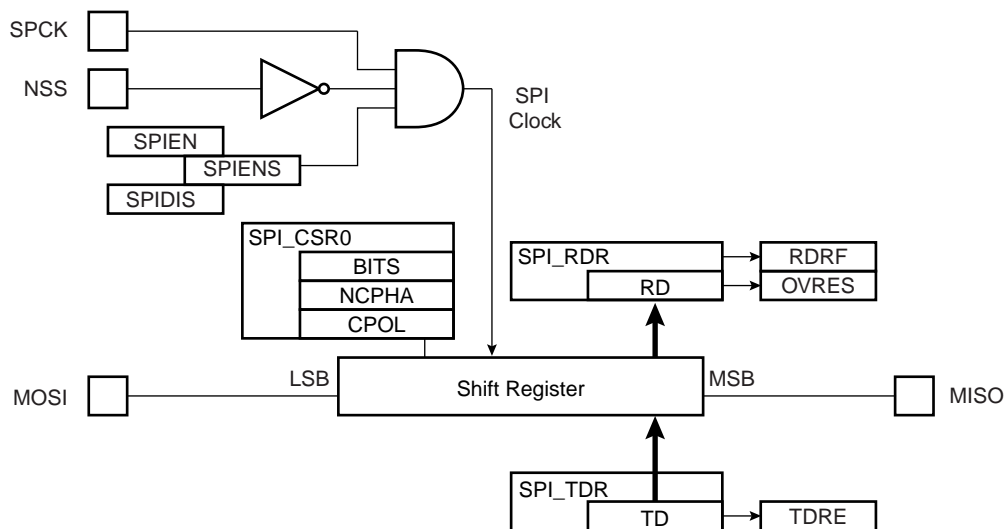 SPCK
NSS
SPI
Clock
SPIEN
SPIENS
SPIDIS
SPI_CSR0
BITS
NCPHA
CPOL
SPI_RDR
RD
RDRF
OVRES
MOSI
LSB
Shift Register
MSB
MISO
SPI_TDR
TD
TDRE